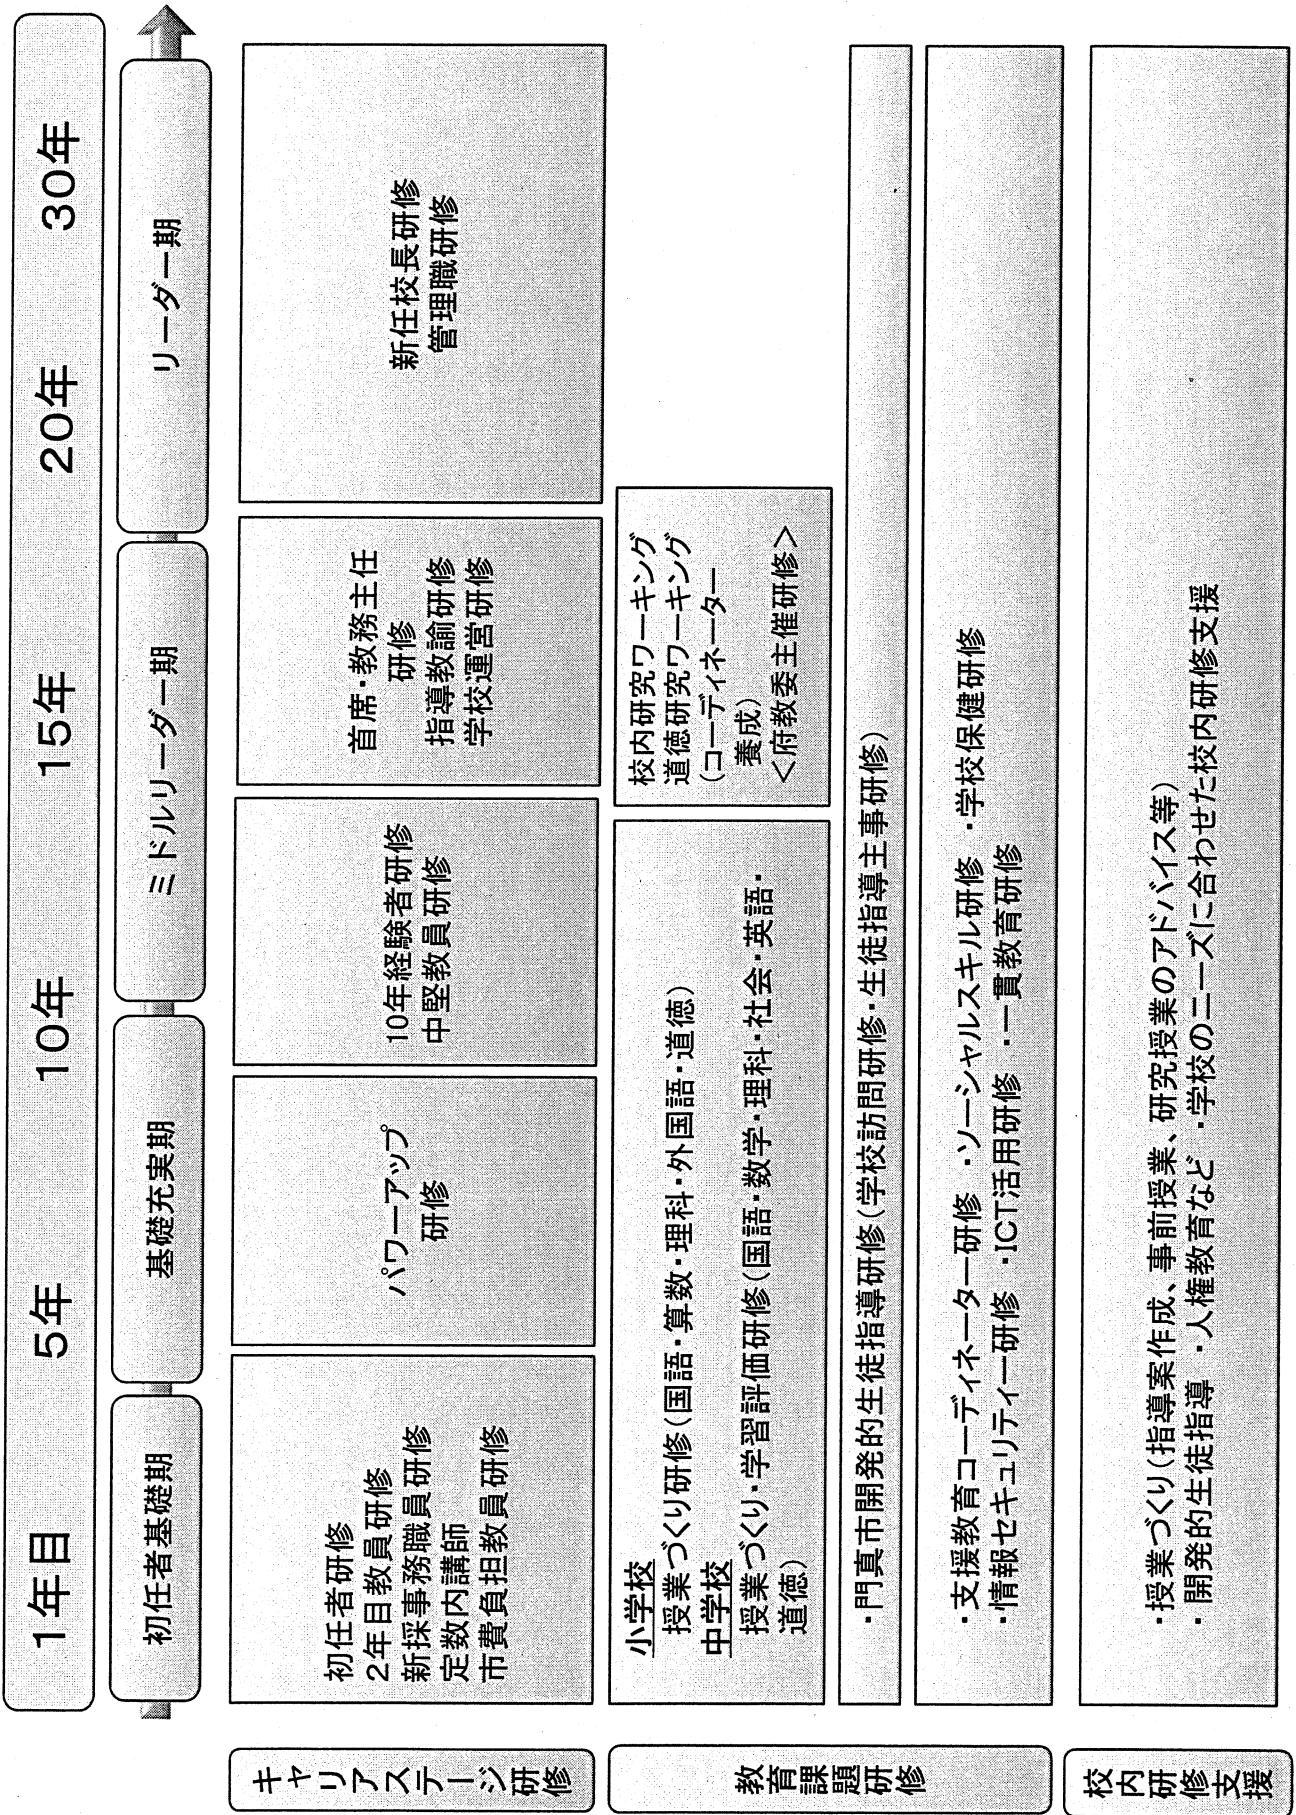 1年目 5年 10年 15年 20年 30年
初任者基礎期
基礎充実期
ミドルリーダー期
リーダー期
キャリアステージ研修
初任者研修
2年目教員研修
新採事務職員研修
定数内講師
市費負担教員研修
パワーアップ
研修
10年経験者研修
中堅教員研修
首席・教務主任
研修
指導教諭研修
学校運営研修
新任校長研修
管理職研修
教育課題研修
小学校
授業づくり研修(国語・算数・理科・外国語・道徳)
中学校
授業づくり・学習評価研修(国語・数学・理科・社会・英語・
道徳)
校内研究ワーキング
道徳研究ワーキング
(コーディネーター
養成)
<府教委主催研修>
・門真市開発的生徒指導研修(学校訪問研修・生徒指導主事研修)
・支援教育コーディネーター研修 ・ソーシャルスキル研修 ・学校保健研修
・情報セキュリティー研修 ・ICT活用研修 ・一貫教育研修
校内研修支援
・授業づくり(指導案作成、事前授業、研究授業のアドバイス等)
・開発的生徒指導 ・人権教育など ・学校のニーズに合わせた校内研修支援